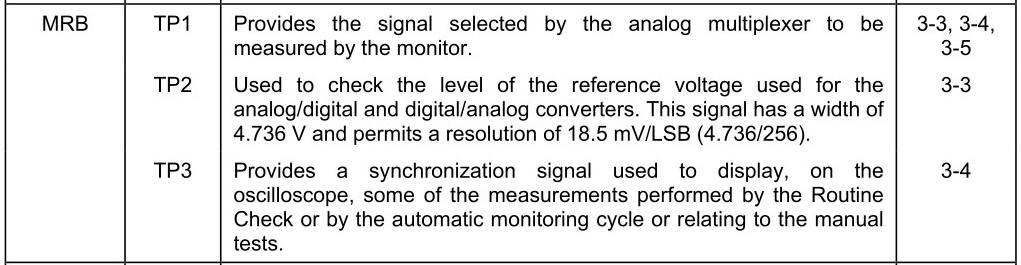 MRB TP1 Provides the signal selected by the analog multiplexer to be 3-3, 3-4,
measured by the monitor. 3-5
TP2 Used to check the level of the reference voltage used for the 3-3
analog/digital and digital/analog converters. This signal has a width of
4.736 V and permits a resolution of 18.5 mV/LSB (4.736/256).
TP3 Provides a synchronization signal used to display, on the 3-4
oscilloscope, some of the measurements performed by the Routine
Check or by the automatic monitoring cycle or relating to the manual
tests.